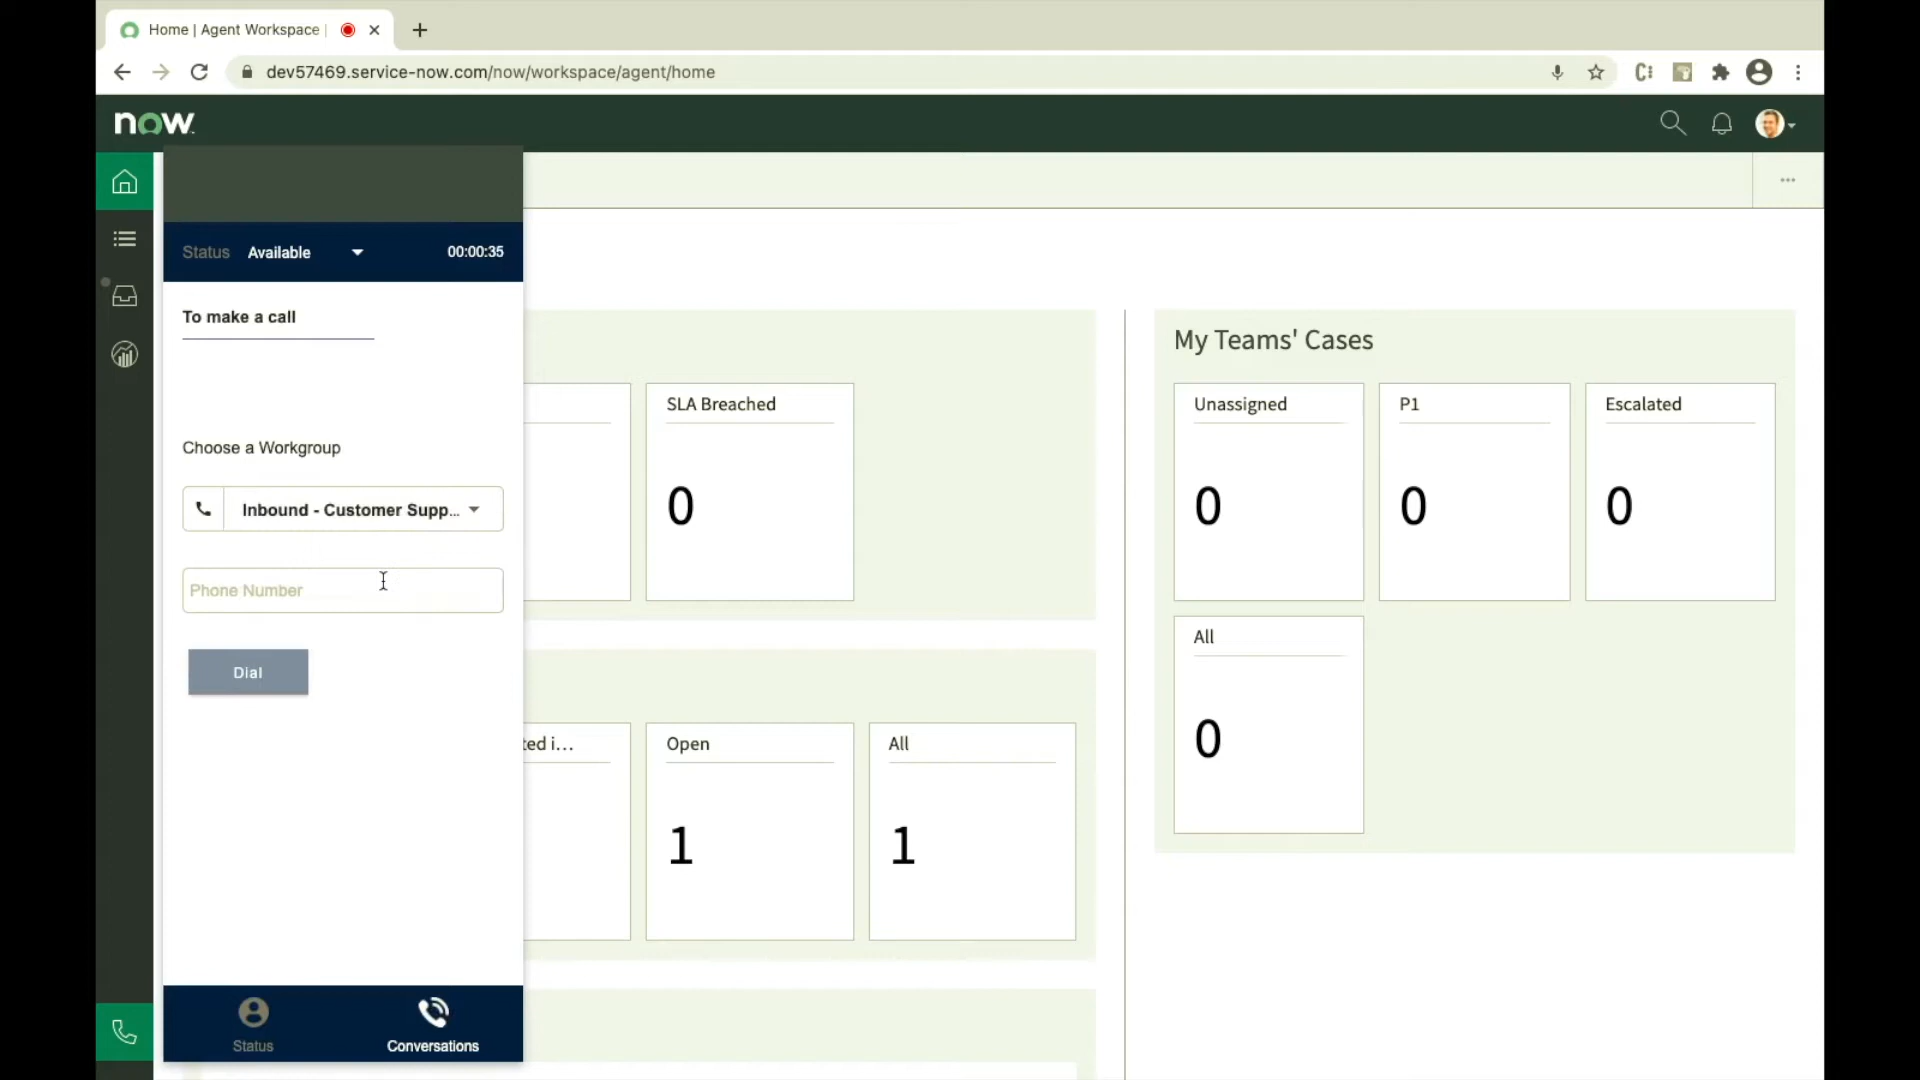 Home | Agent Workspace |
dev57469.service-now.com/now/workspace/agent/home
now
Status Available 00:00:35
To make a call
Choose a Workgroup
Inbound - Customer Supp...
Phone Number
Dial
Status
Conversations
SLA Breached
0
ted i...
Open
1
All
1
My Teams' Cases
Unassigned
0
P1
0
Escalated
0
All
0